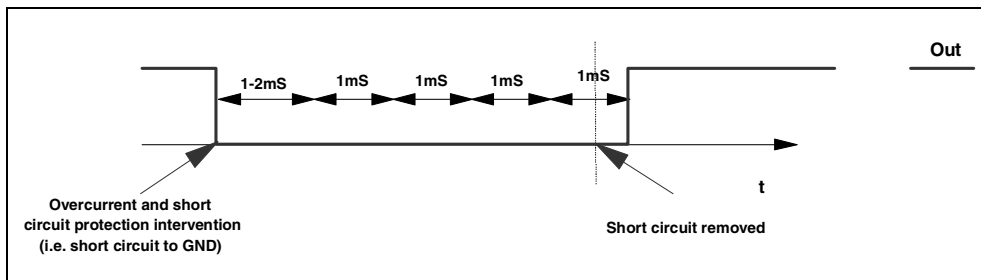 Out
1-2mS 1mS 1mS 1mS 1mS
t
Overcurrent and short
circuit protection intervention
(i.e. short circuit to GND)
Short circuit removed